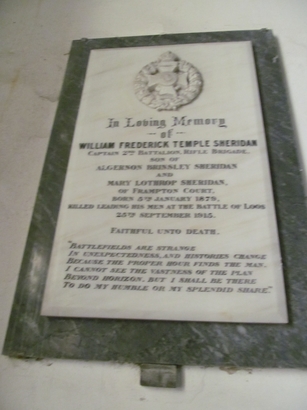 In Loving Memory
of
WILLIAM FREDERICK TEMPLE SHERIDAN
CAPTAIN 2ND BATTALION, RIFLE BRIGADE,
SON OF
ALGERNON BRINSLEY SHERIDAN
AND
MARY LOTHROP SHERIDAN,
OF FRAMPTON COURT,
BORN 5TH JANUARY 1879,
KILLED LEADING HIS MEN AT THE BATTLE OF LOOS
25TH SEPTEMBER 1915.
FAITHFUL UNTO DEATH.
"BATTLEFIELDS ARE STRANGE
IN UNEXPECTEDNESS, AND HISTORIES CHANGE
BECAUSE THE PROPER HOUR FINDS THE MAN.
I CANNOT SEE THE VASTNESS OF THE PLAN
BEYOND HORIZON, BUT I SHALL BE THERE
TO DO MY HUMBLE OR MY SPLENDID SHARE."